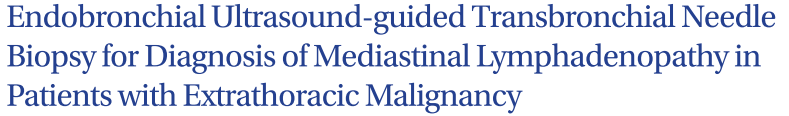 Endobronchial Ultrasound-guided Transbronchial Needle
Biopsy for Diagnosis of Mediastinal Lymphadenopathy in
Patients with Extrathoracic Malignancy